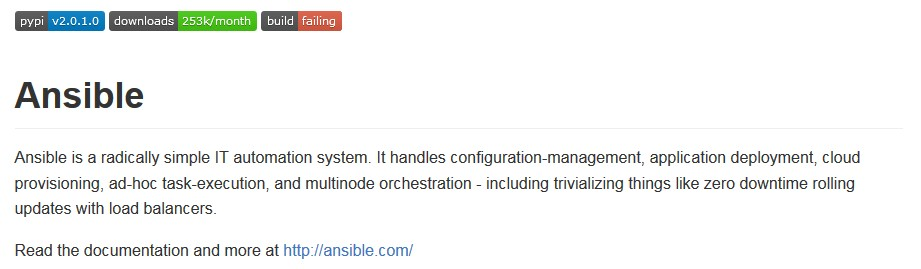 pypi v2.0.1.0 downloads 253k/month build failing
Ansible
Ansible is a radically simple IT automation system. It handles configuration-management, application deployment, cloud
provisioning, ad-hoc task-execution, and multinode orchestration - including trivializing things like zero downtime rolling
updates with load balancers.
Read the documentation and more at http://ansible.com/